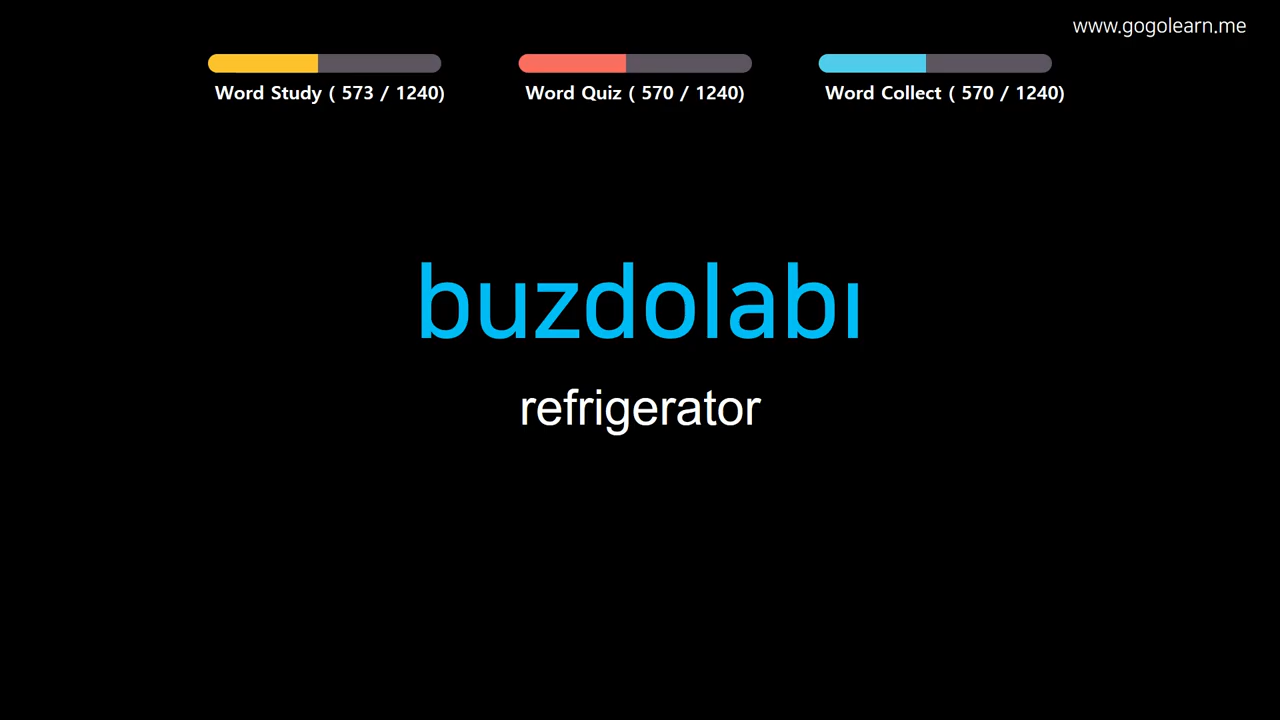 www.gogolearn.me
Word Study ( 573 / 1240)
Word Quiz ( 570 / 1240)
Word Collect ( 570 / 1240)
buzdolabı
refrigerator